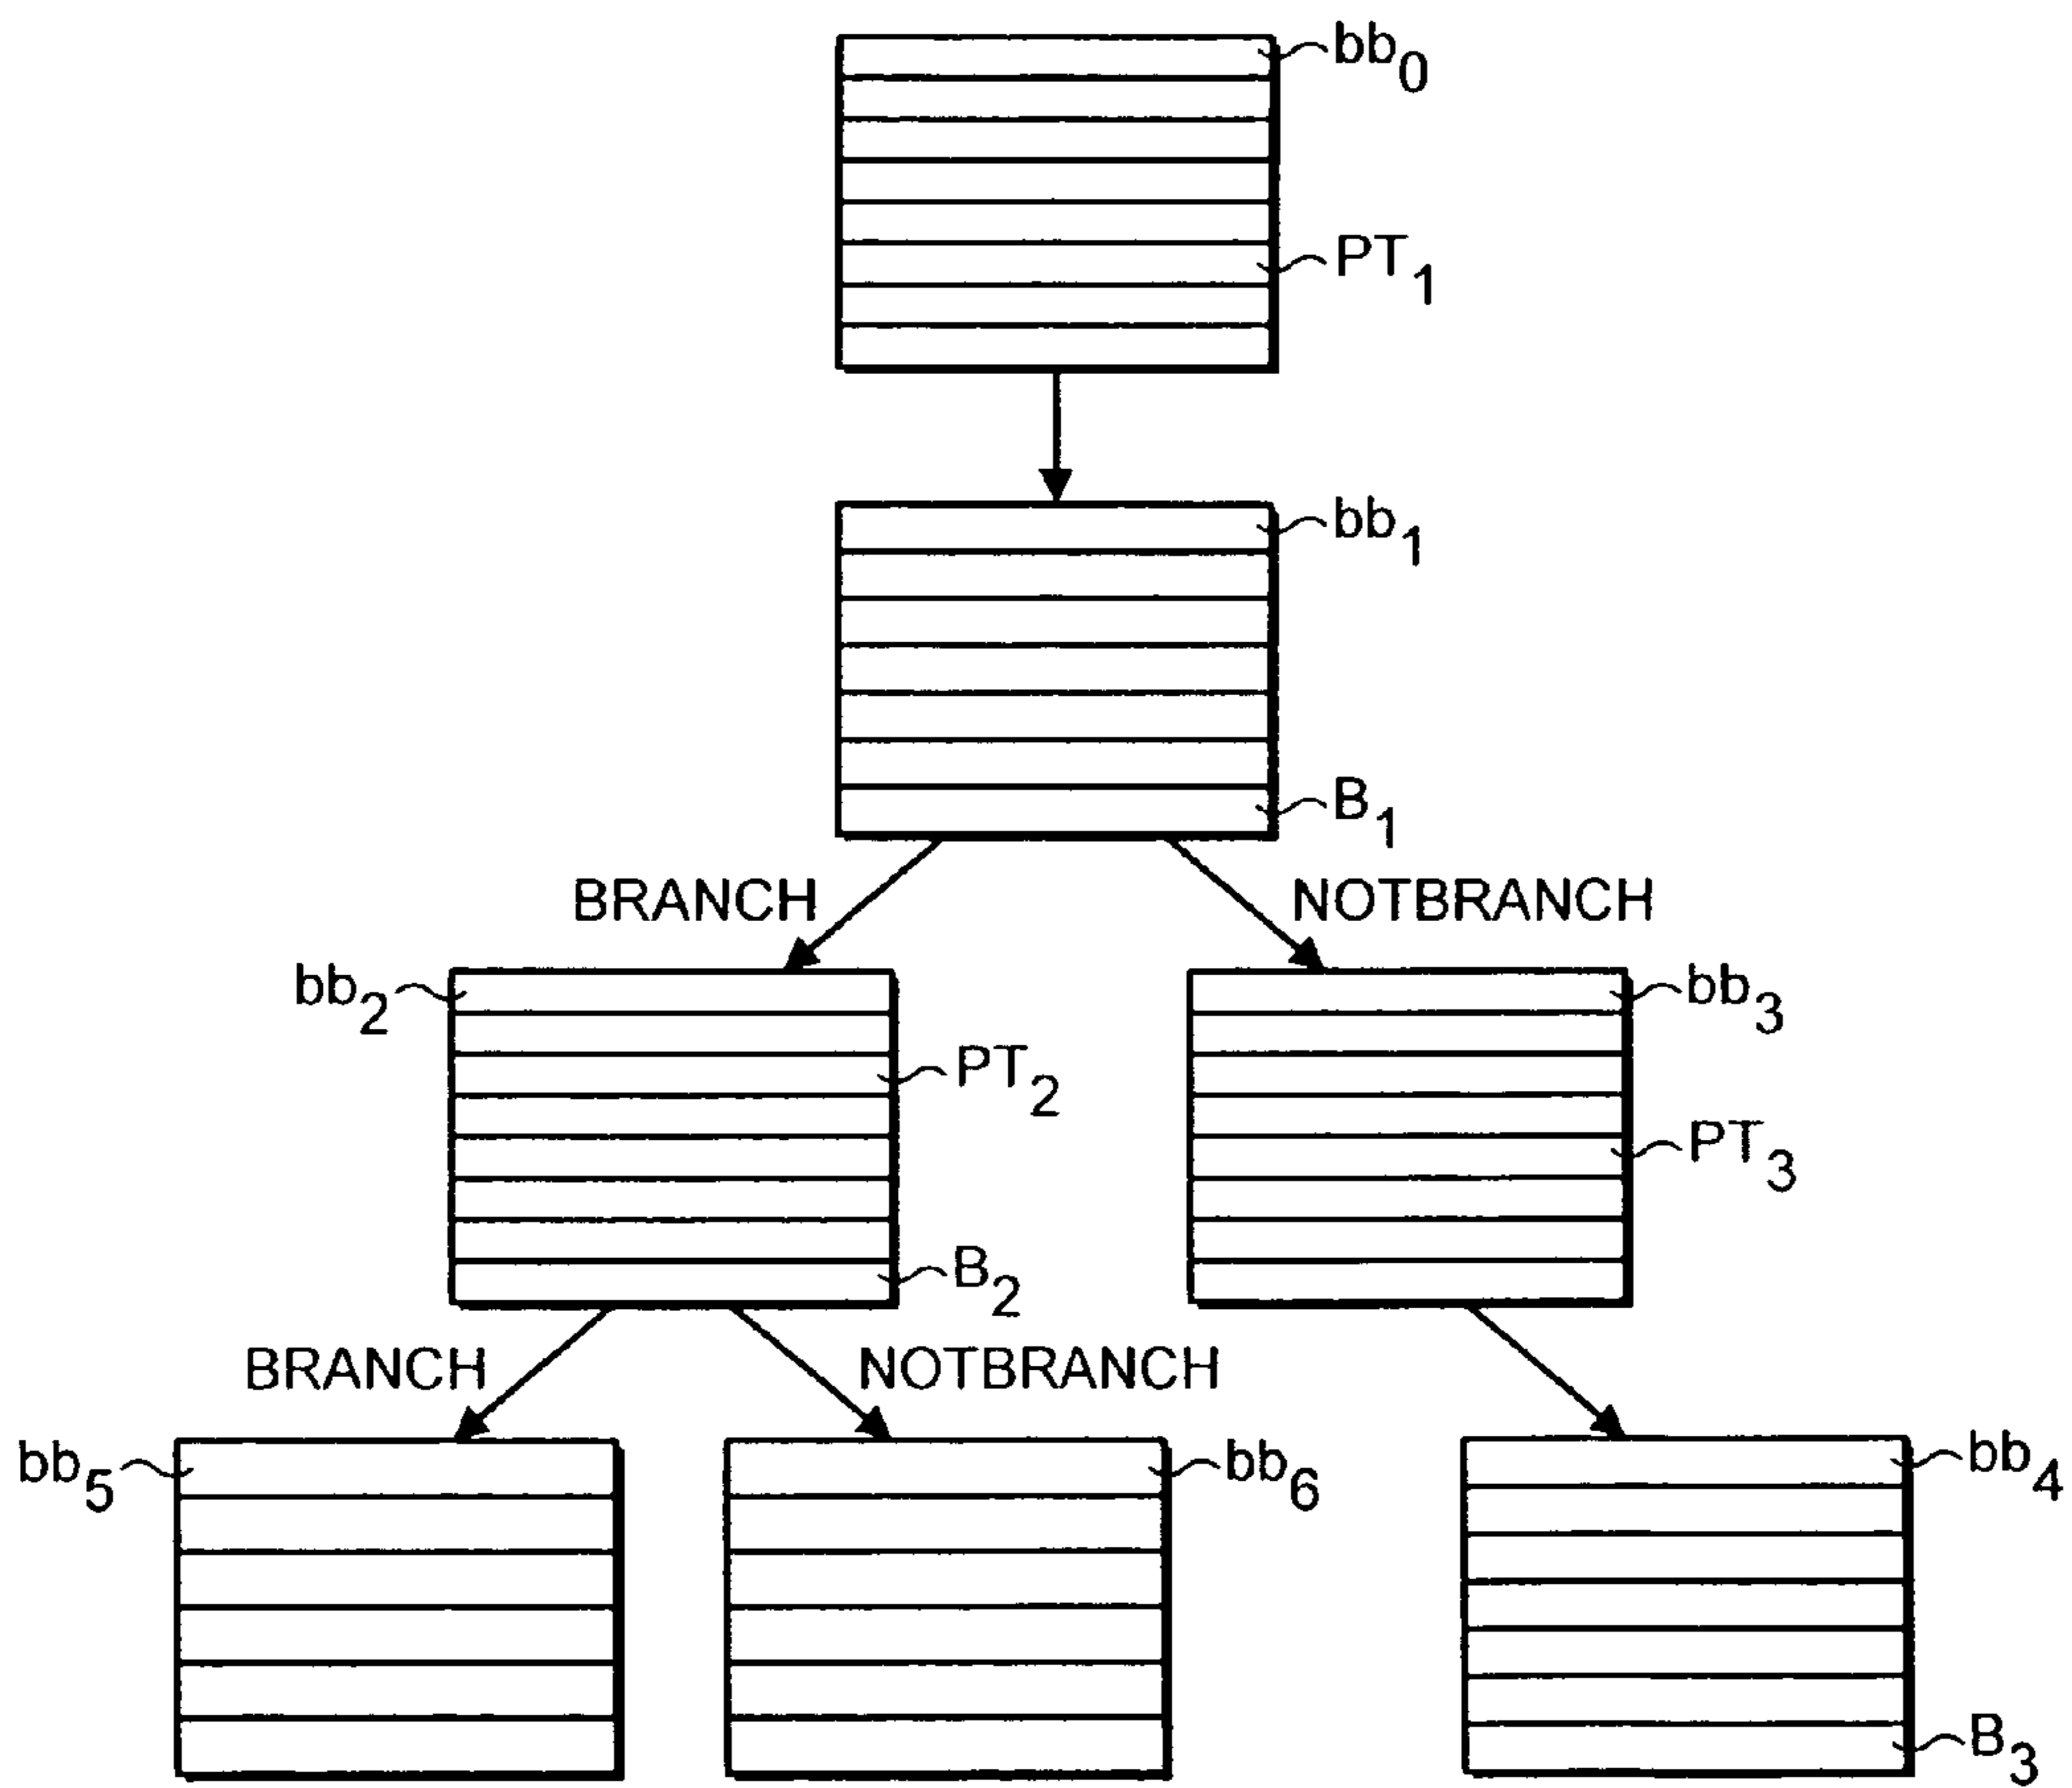 bb0
PT1
bb1
B1
BRANCH
NOTBRANCH
bb2
bb3
PT2
PT3
B2
BRANCH
NOTBRANCH
bb5
bb6
bb4
B3